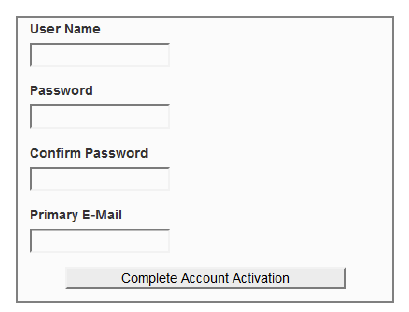 User Name
Password
Confirm Password
Primary E-Mail
Complete Account Activation